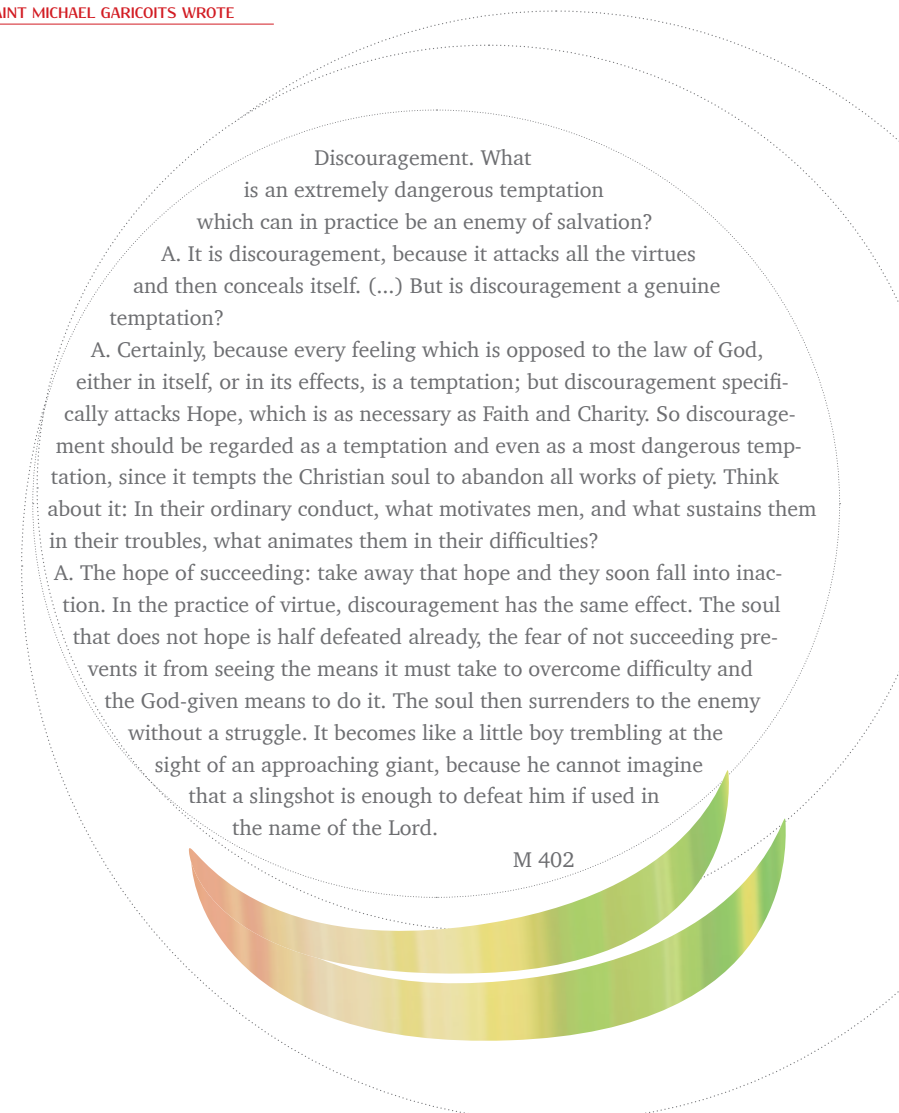 AINT MICHAEL GARICOITS WROTE
Discouragement. What
is an extremely dangerous temptation
which can in practice be an enemy of salvation?
A. It is discouragement, because it attacks all the virtues
and then conceals itself. (...) But is discouragement a genuine
temptation?
A. Certainly, because every feeling which is opposed to the law of God,
either in itself, or in its effects, is a temptation; but discouragement specifi-
cally attacks Hope, which is as necessary as Faith and Charity. So discourage-
ment should be regarded as a temptation and even as a most dangerous temp-
tation, since it tempts the Christian soul to abandon all works of piety. Think
about it: In their ordinary conduct, what motivates men, and what sustains them
in their troubles, what animates them in their difficulties?
A. The hope of succeeding: take away that hope and they soon fall into inac-
tion. In the practice of virtue, discouragement has the same effect. The soul
that does not hope is half defeated already, the fear of not succeeding pre-
vents it from seeing the means it must take to overcome difficulty and
the God-given means to do it. The soul then surrenders to the enemy
without a struggle. It becomes like a little boy trembling at the
sight of an approaching giant, because he cannot imagine
that a slingshot is enough to defeat him if used in
the name of the Lord.
M 402